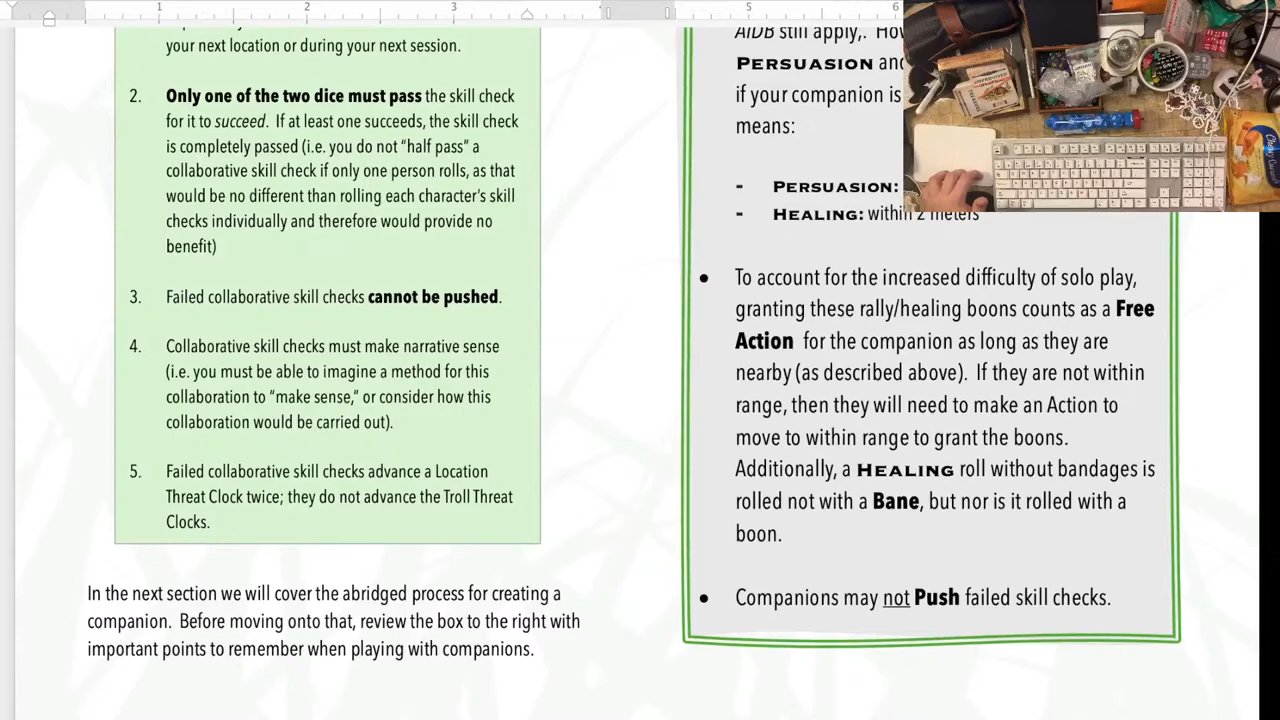 1 2 3 5 6
your next location or during your next session.
2. Only one of the two dice must pass the skill check
for it to succeed. If at least one succeeds, the skill check
is completely passed (i.e. you do not "half pass" a
collaborative skill check if only one person rolls, as that
would be no different than rolling each character's skill
checks individually and therefore would provide no
benefit)
3. Failed collaborative skill checks cannot be pushed.
4. Collaborative skill checks must make narrative sense
(i.e. you must be able to imagine a method for this
collaboration to "make sense," or consider how this
collaboration would be carried out).
5. Failed collaborative skill checks advance a Location
Threat Clock twice; they do not advance the Troll Threat
Clocks.
In the next section we will cover the abridged process for creating a
companion. Before moving onto that, review the box to the right with
important points to remember when playing with companions.
AIDB still apply,.
PERSUASION
if your companion is
means:
- PERSUASION:
- HEALING: within 2 meters
• To account for the increased difficulty of solo play,
granting these rally/healing boons counts as a Free
Action for the companion as long as they are
nearby (as described above). If they are not within
range, then they will need to make an Action to
move to within range to grant the boons.
Additionally, a HEALING roll without bandages is
rolled not with a Bane, but nor is it rolled with a
boon.
• Companions may not Push failed skill checks.